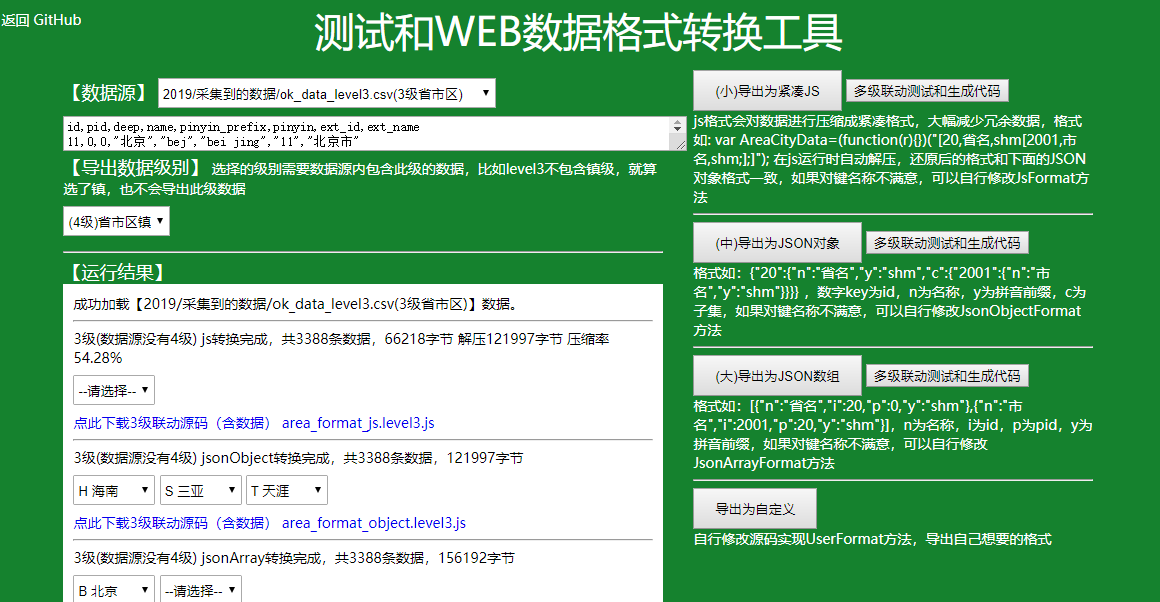 返回 GitHub
测试和WEB数据格式转换工具
【数据源】 2019/采集到的数据/ok_data_level3.csv(3级省市区)
id,pid,deep,name,pinyin_prefix,pinyin,ext_id,ext_name
11,0,0,"北京","bej","bei jing","11","北京市"
【导出数据级别】 选择的级别需要数据源内包含此级的数据，比如level3不包含镇级，就算
选了镇，也不会导出此级数据
(4级)省市区镇
【运行结果】
成功加载【2019/采集到的数据/ok_data_level3.csv(3级省市区)】数据。
3级(数据源没有4级) js转换完成，共3388条数据，66218字节 解压121997字节 压缩率
54.28%
--请选择--
点此下载3级联动源码（含数据） area_format_js.level3.js
3级(数据源没有4级) jsonObject转换完成，共3388条数据，121997字节
H 海南 S 三亚 T 天涯
点此下载3级联动源码（含数据） area_format_object.level3.js
3级(数据源没有4级) jsonArray转换完成，共3388条数据，156192字节
B 北京 --请选择--
(小)导出为紧凑JS 多级联动测试和生成代码
js格式会对数据进行压缩成紧凑格式，大幅减少冗余数据，格式
如: var AreaCityData=(function(r){})("[20,省名,shm[2001,市
名,shm;];]"); 在js运行时自动解压，还原后的格式和下面的JSON
对象格式一致，如果对键名称不满意，可以自行修改JsFormat方
法
(中)导出为JSON对象 多级联动测试和生成代码
格式如：{"20":{"n":"省名","y":"shm","c":{"2001":{"n":"市
名","y":"shm"}}}} ，数字key为id，n为名称，y为拼音前缀，c为
子集，如果对键名称不满意，可以自行修改JsonObjectFormat
方法
(大)导出为JSON数组 多级联动测试和生成代码
格式如：[{"n":"省名","i":20,"p":0,"y":"shm"},{"n":"市
名","i":2001,"p":20,"y":"shm"}]，n为名称，i为id，p为pid，y为
拼音前缀，如果对键名称不满意，可以自行修改
JsonArrayFormat方法
导出为自定义
自行修改源码实现UserFormat方法，导出自己想要的格式